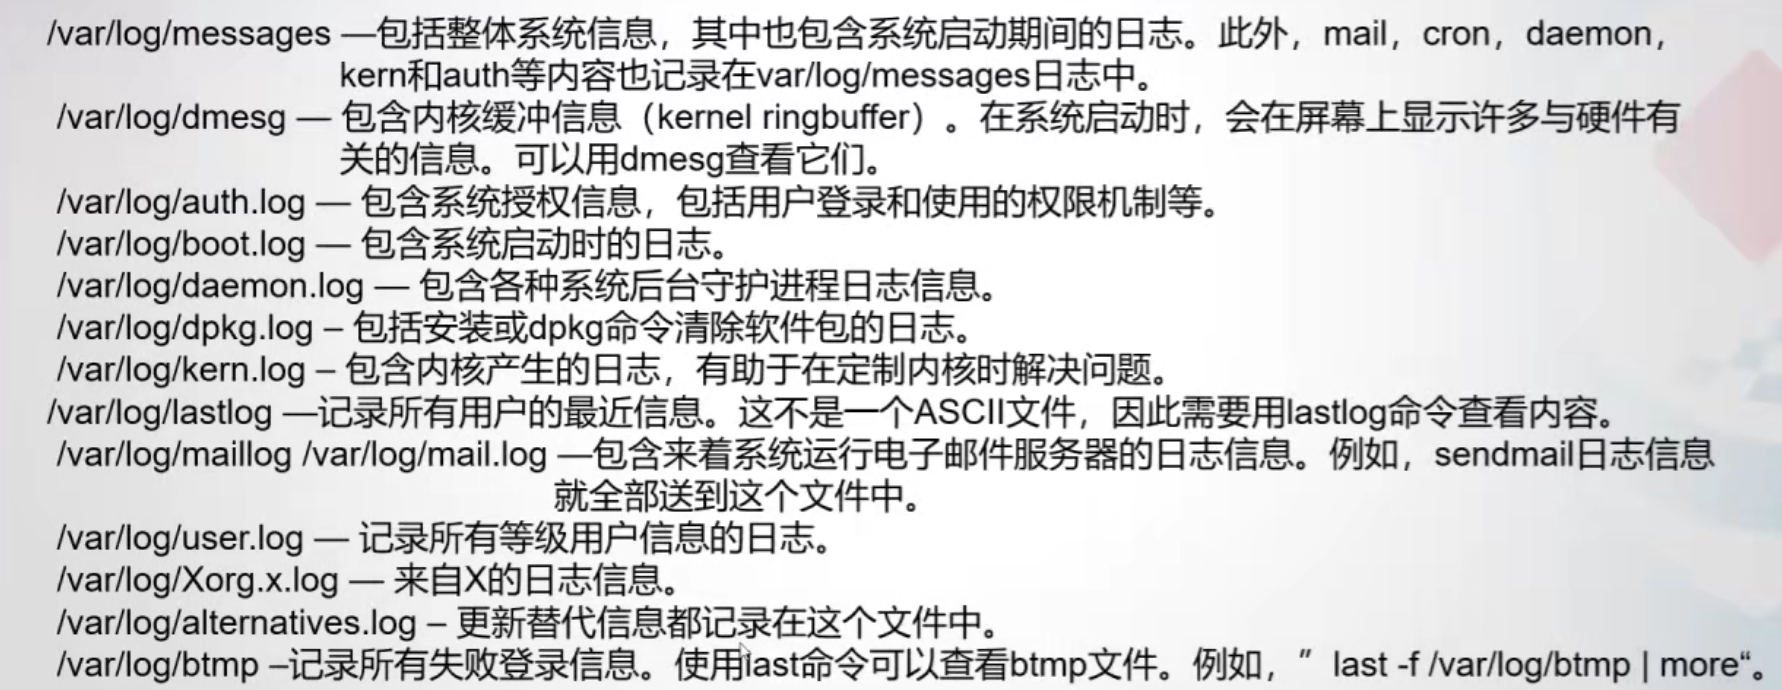 /var/log/messages —包括整体系统信息，其中也包含系统启动期间的日志。此外，mail，cron，daemon，
kern和auth等内容也记录在var/log/messages日志中。
/var/log/dmesg — 包含内核缓冲信息（kernel ringbuffer）。在系统启动时，会在屏幕上显示许多与硬件有
关的信息。可以用dmesg查看它们。
/var/log/auth.log — 包含系统授权信息，包括用户登录和使用的权限机制等。
/var/log/boot.log — 包含系统启动时的日志。
/var/log/daemon.log — 包含各种系统后台守护进程日志信息。
/var/log/dpkg.log – 包括安装或dpkg命令清除软件包的日志。
/var/log/kern.log – 包含内核产生的日志，有助于在定制内核时解决问题。
/var/log/lastlog —记录所有用户的最近信息。这不是一个ASCII文件，因此需要用lastlog命令查看内容。
/var/log/maillog /var/log/mail.log —包含来着系统运行电子邮件服务器的日志信息。例如，sendmail日志信息
就全部送到这个文件中。
/var/log/user.log — 记录所有等级用户信息的日志。
/var/log/Xorg.x.log — 来自X的日志信息。
/var/log/alternatives.log – 更新替代信息都记录在这个文件中。
/var/log/btmp –记录所有失败登录信息。使用last命令可以查看btmp文件。例如，” last -f /var/log/btmp | more“。